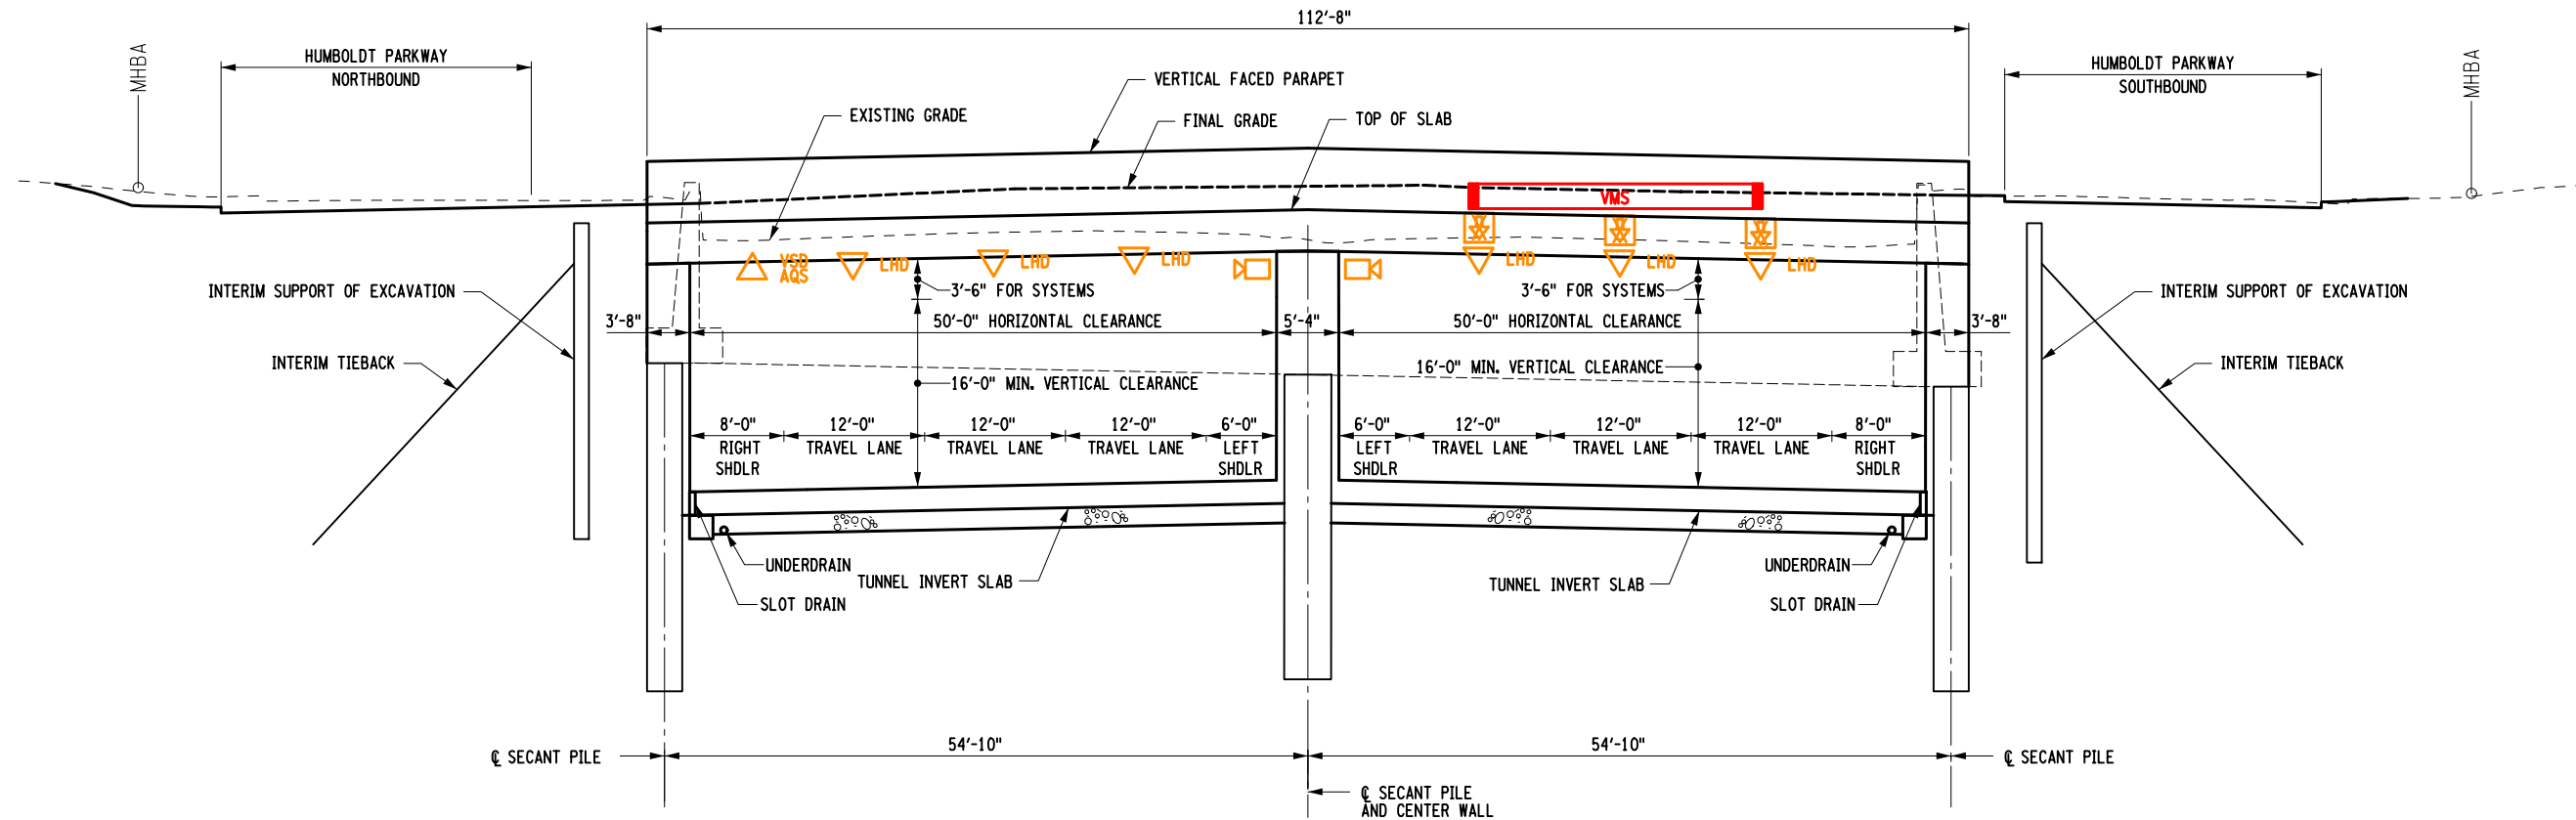 112'-8"
MHBA
HUMBOLDT PARKWAY
NORTHBOUND
HUMBOLDT PARKWAY
SOUTHBOUND
MHBA
VERTICAL FACED PARAPET
EXISTING GRADE
FINAL GRADE
TOP OF SLAB
VMS
VSD
AQS
LHD
LHD
LHD
LHD
LHD
LHD
INTERIM SUPPORT OF EXCAVATION
3'-6" FOR SYSTEMS
3'-6" FOR SYSTEMS
INTERIM SUPPORT OF EXCAVATION
3'-8"
50'-0" HORIZONTAL CLEARANCE
5'-4"
50'-0" HORIZONTAL CLEARANCE
3'-8"
INTERIM TIEBACK
16'-0" MIN. VERTICAL CLEARANCE
16'-0" MIN. VERTICAL CLEARANCE
INTERIM TIEBACK
8'-0"
RIGHT
SHDLR
12'-0"
TRAVEL LANE
12'-0"
TRAVEL LANE
12'-0"
TRAVEL LANE
6'-0"
LEFT
SHDLR
6'-0"
LEFT
SHDLR
12'-0"
TRAVEL LANE
12'-0"
TRAVEL LANE
12'-0"
TRAVEL LANE
8'-0"
RIGHT
SHDLR
UNDERDRAIN
TUNNEL INVERT SLAB
SLOT DRAIN
UNDERDRAIN
TUNNEL INVERT SLAB
SLOT DRAIN
54'-10"
54'-10"
℄ SECANT PILE
℄ SECANT PILE
℄ SECANT PILE
AND CENTER WALL